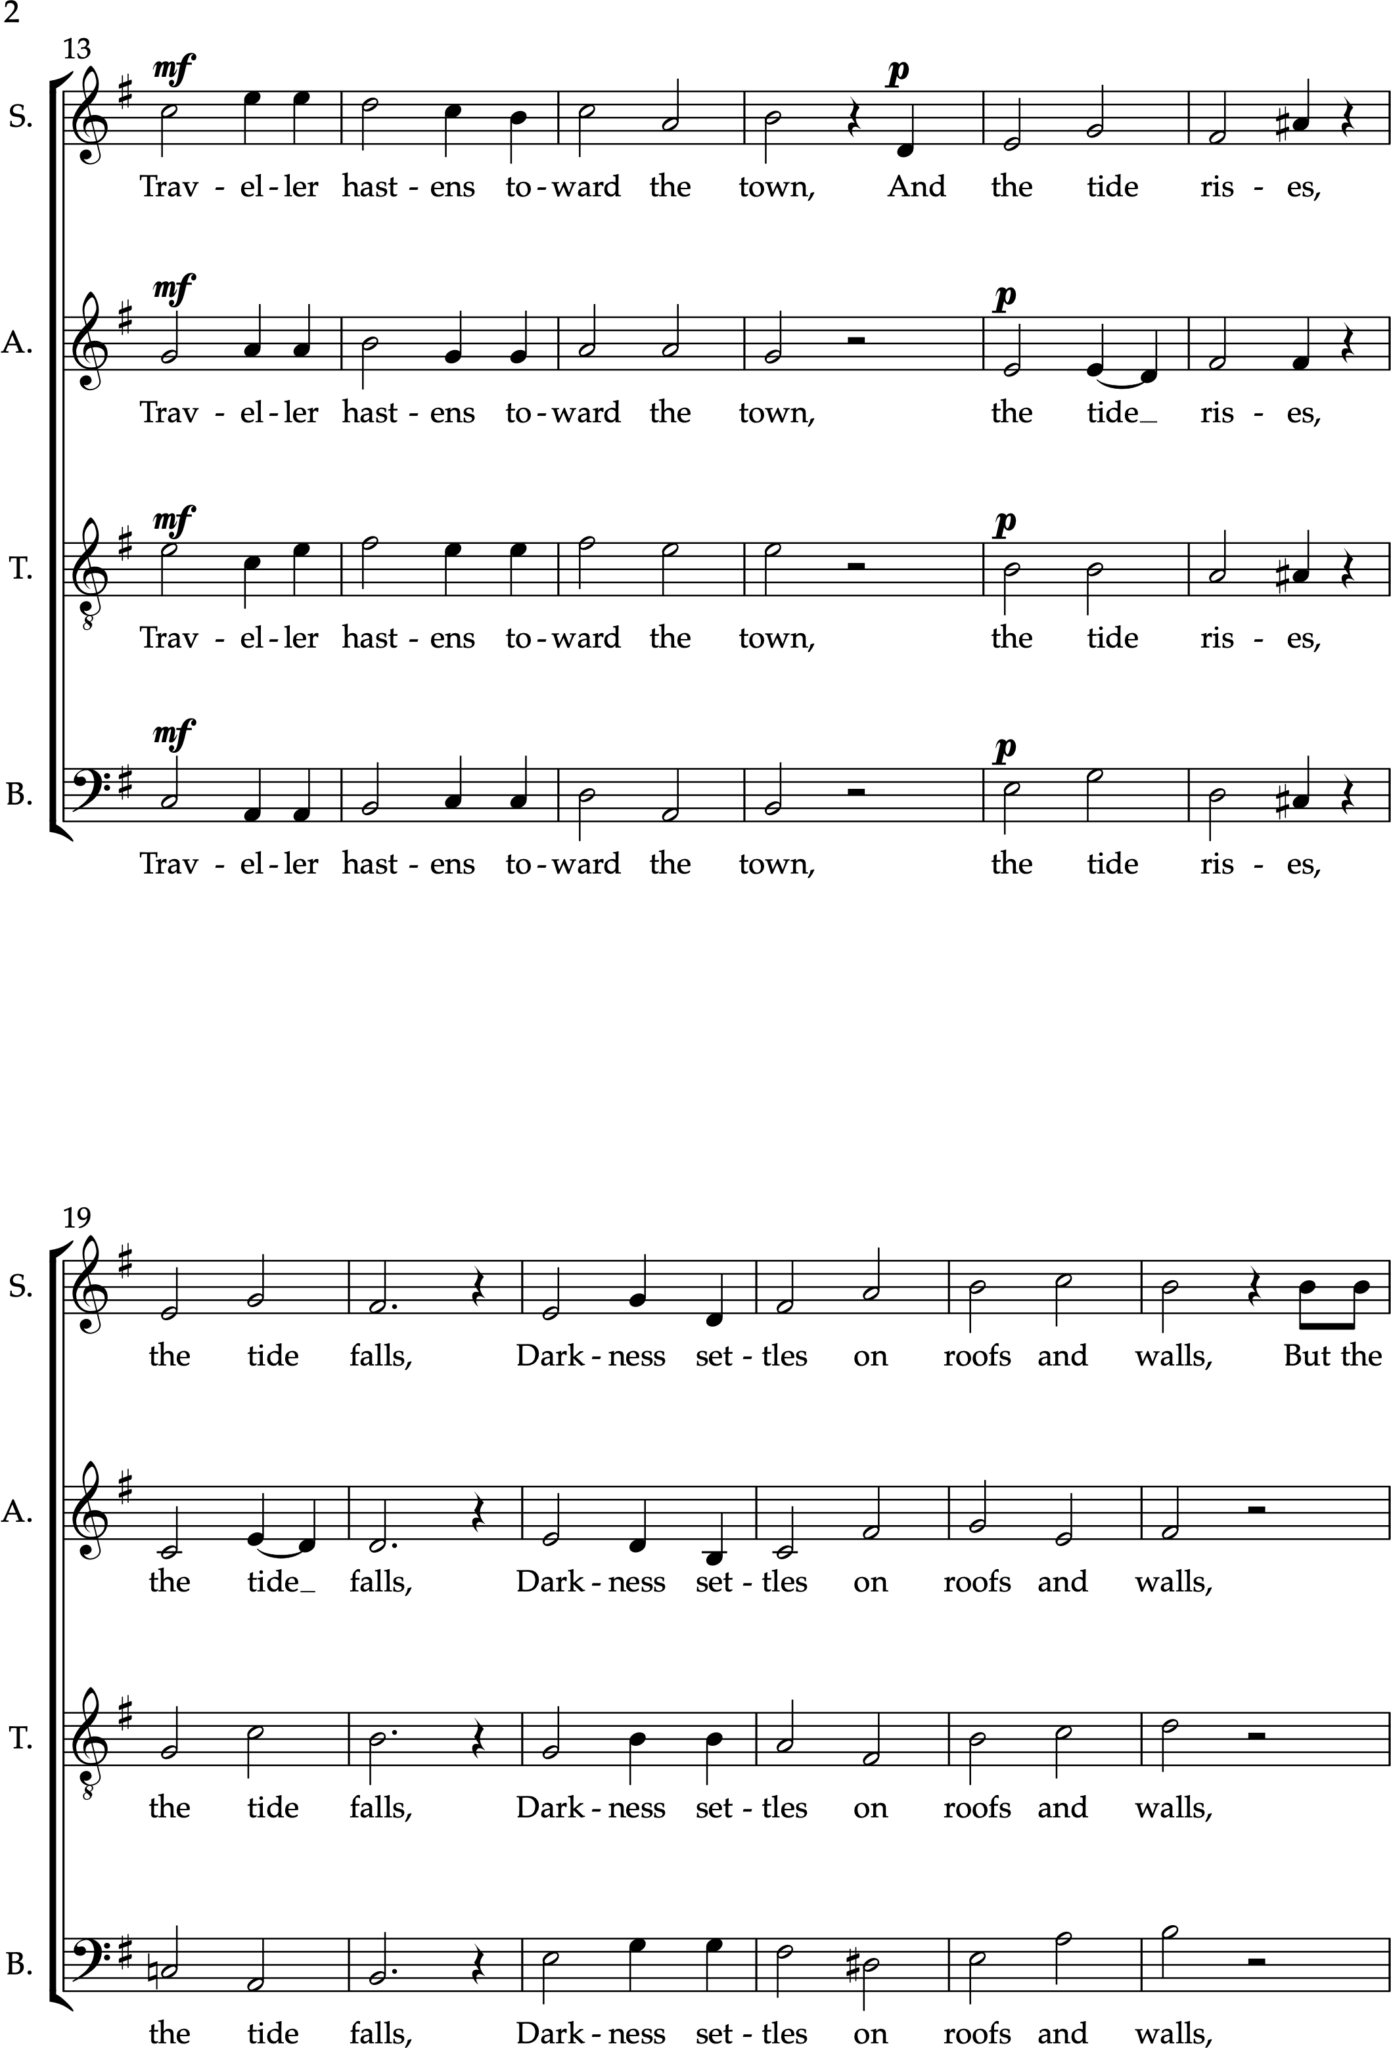 2
13
mf p
S.
Trav - el - ler hast - ens to - ward the town, And the tide ris - es,
mf p
A.
Trav - el - ler hast - ens to - ward the town, the tide_ ris - es,
mf p
T.
8
Trav - el - ler hast - ens to - ward the town, the tide ris - es,
mf p
B.
Trav - el - ler hast - ens to - ward the town, the tide ris - es,
19
S.
the tide falls, Dark - ness set - tles on roofs and walls, But the
A.
the tide_ falls, Dark - ness set - tles on roofs and walls,
T.
8
the tide falls, Dark - ness set - tles on roofs and walls,
B.
the tide falls, Dark - ness set - tles on roofs and walls,